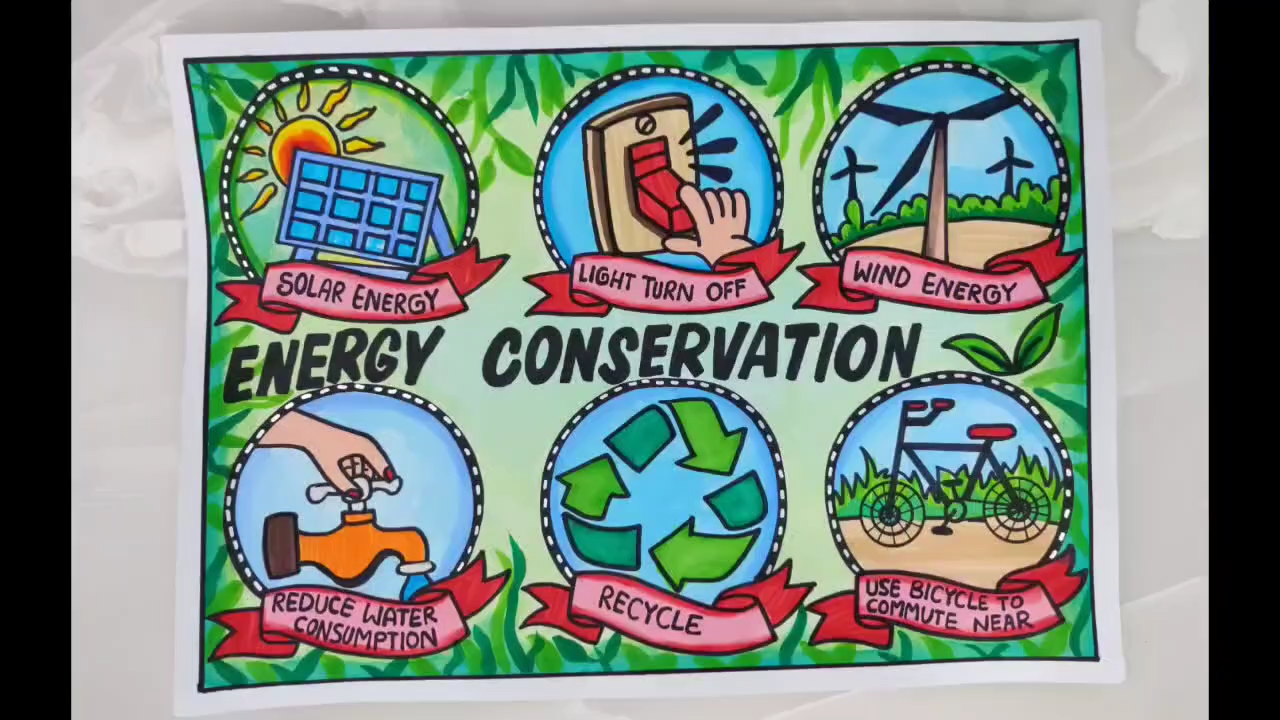 SOLAR ENERGY
LIGHT TURN OFF
WIND ENERGY
ENERGY CONSERVATION
REDUCE WATER
CONSUMPTION
RECYCLE
USE BICYCLE TO
COMMUTE NEAR